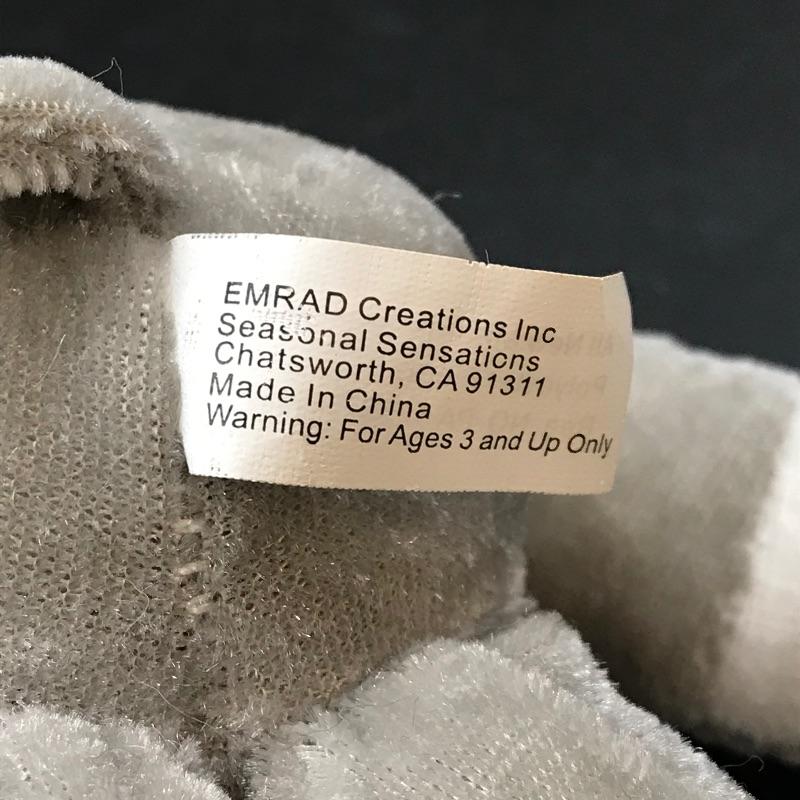 EMRAD Creations Inc
Seasonal Sensations
Chatsworth, CA 91311
Made In China
Warning: For Ages 3 and Up Only